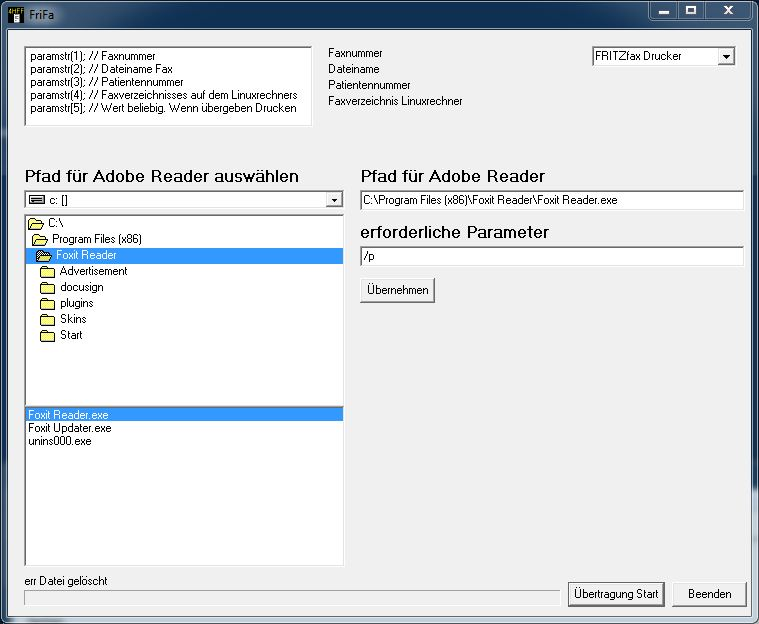 FriFa
paramstr(1); // Faxnummer
paramstr(2); // Dateiname Fax
paramstr(3); // Patientennummer
paramstr(4); // Faxverzeichnisses auf dem Linuxrechners
paramstr[5]; // Wert beliebig. Wenn übergeben Drucken
Faxnummer
Dateiname
Patientennummer
Faxverzeichnis Linuxrechner
FRITZfax Drucker
Pfad für Adobe Reader auswählen
c: []
C:\
Program Files (x86)
Foxit Reader
Advertisement
docusign
plugins
Skins
Start
Foxit Reader.exe
Foxit Updater.exe
unins000.exe
Pfad für Adobe Reader
C:\Program Files (x86)\Foxit Reader\Foxit Reader.exe
erforderliche Parameter
/p
Übernehmen
err Datei gelöscht
Übertragung Start
Beenden